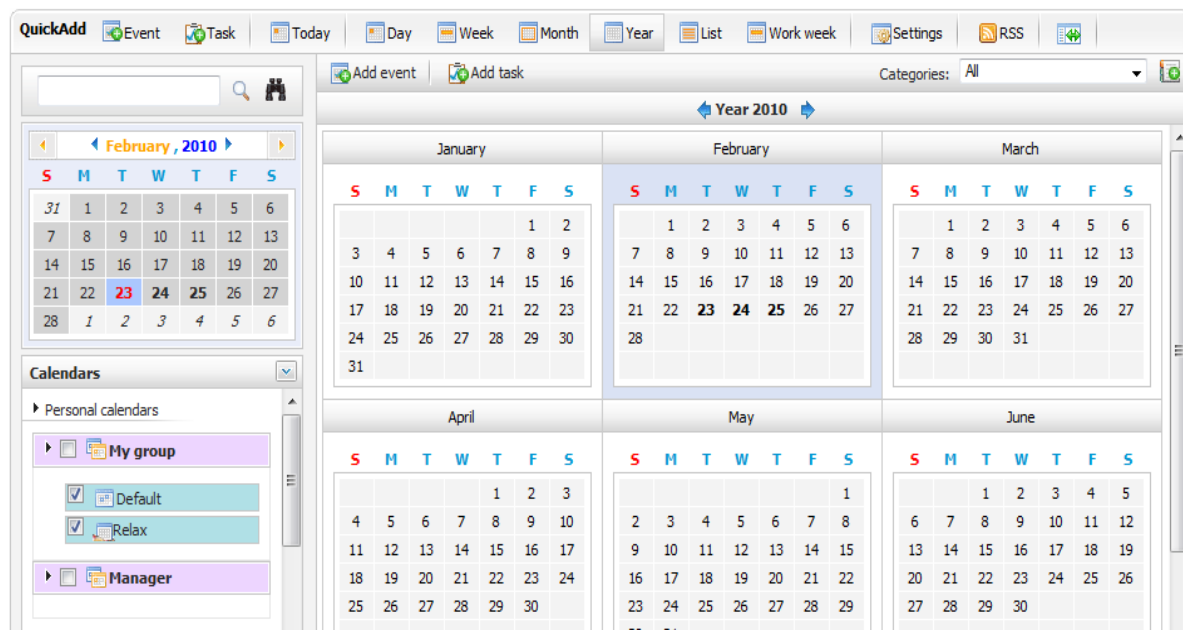 QuickAdd Event Task Today Day Week Month Year List Work week Settings RSS
Add event Add task Categories: All
Year 2010
February , 2010
S M T W T F S
31 1 2 3 4 5 6
7 8 9 10 11 12 13
14 15 16 17 18 19 20
21 22 23 24 25 26 27
28 1 2 3 4 5 6
Calendars
Personal calendars
My group
Default
Relax
Manager
January
S M T W T F S
1 2
3 4 5 6 7 8 9
10 11 12 13 14 15 16
17 18 19 20 21 22 23
24 25 26 27 28 29 30
31
February
S M T W T F S
1 2 3 4 5 6
7 8 9 10 11 12 13
14 15 16 17 18 19 20
21 22 23 24 25 26 27
28
March
S M T W T F S
1 2 3 4 5 6
7 8 9 10 11 12 13
14 15 16 17 18 19 20
21 22 23 24 25 26 27
28 29 30 31
April
S M T W T F S
1 2 3
4 5 6 7 8 9 10
11 12 13 14 15 16 17
18 19 20 21 22 23 24
25 26 27 28 29 30
May
S M T W T F S
1
2 3 4 5 6 7 8
9 10 11 12 13 14 15
16 17 18 19 20 21 22
23 24 25 26 27 28 29
June
S M T W T F S
1 2 3 4 5
6 7 8 9 10 11 12
13 14 15 16 17 18 19
20 21 22 23 24 25 26
27 28 29 30